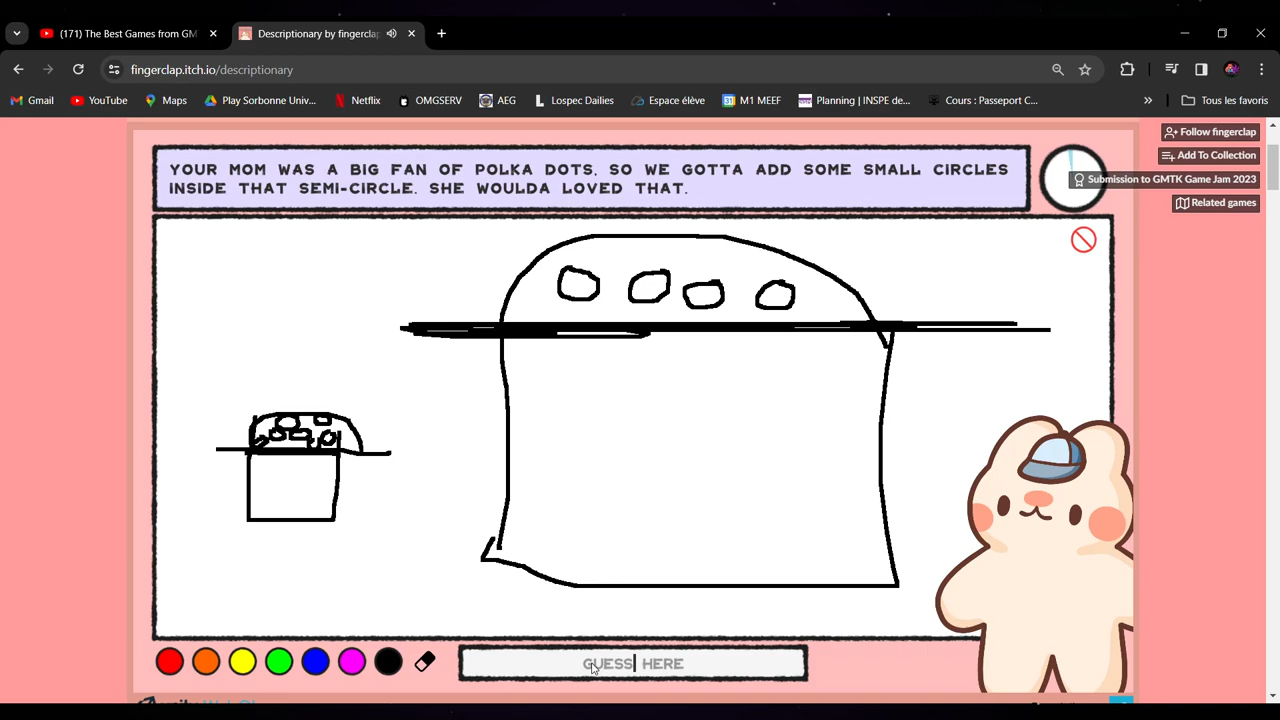 (171) The Best Games from GM
Descriptionary by fingerclap
fingerclap.itch.io/descriptionary
Gmail
YouTube
Maps
Play Sorbonne Univ...
Netflix
OMGSERV
AEG
Lospec Dailies
Espace élève
M1 MEEF
Planning | INSPE de...
Cours : Passeport C...
»
Tous les favoris
YOUR MOM WAS A BIG FAN OF POLKA DOTS, SO WE GOTTA ADD SOME SMALL CIRCLES
INSIDE THAT SEMI-CIRCLE. SHE WOULDA LOVED THAT.
Follow fingerclap
Add To Collection
Submission to GMTK Game Jam 2023
Related games
GUESS HERE